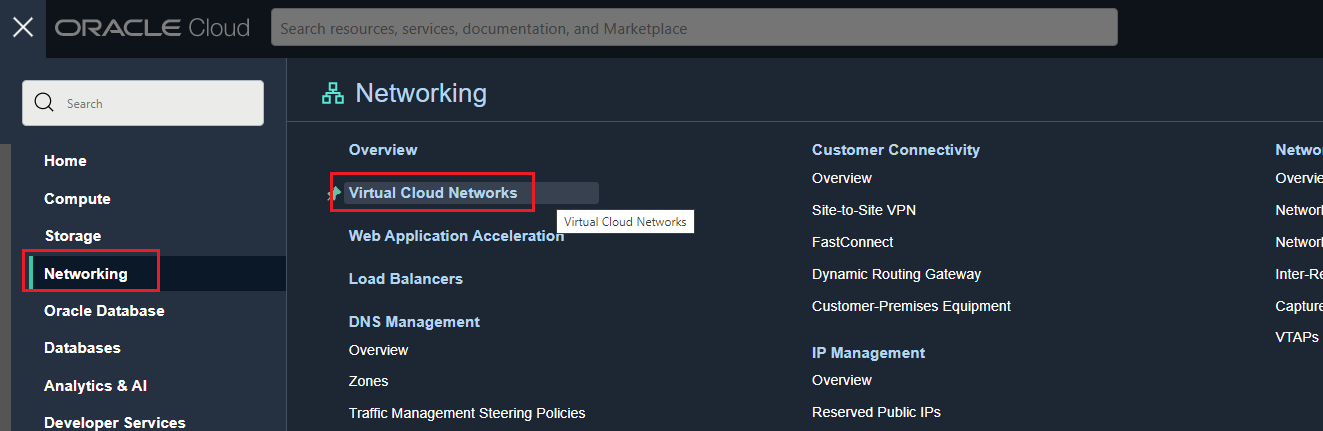 ORACLE Cloud
Search resources, services, documentation, and Marketplace
Search
Home
Compute
Storage
Networking
Oracle Database
Databases
Analytics & AI
Developer Services
Networking
Overview
Virtual Cloud Networks
Virtual Cloud Networks
Web Application Acceleration
Load Balancers
DNS Management
Overview
Zones
Traffic Management Steering Policies
Customer Connectivity
Overview
Site-to-Site VPN
FastConnect
Dynamic Routing Gateway
Customer-Premises Equipment
IP Management
Overview
Reserved Public IPs
Netwo
Overvie
Network
Network
Inter-Re
Capture
VTAPs